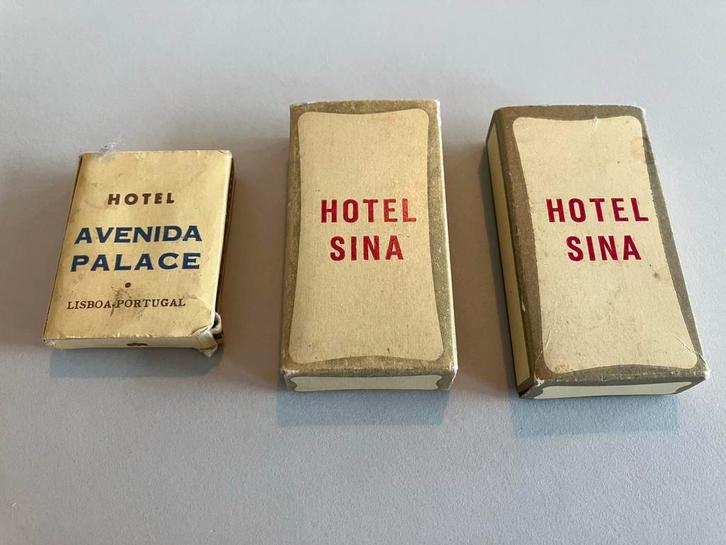 HOTEL
AVENIDA
PALACE
LISBOA-PORTUGAL
HOTEL
SINA
HOTEL
SINA